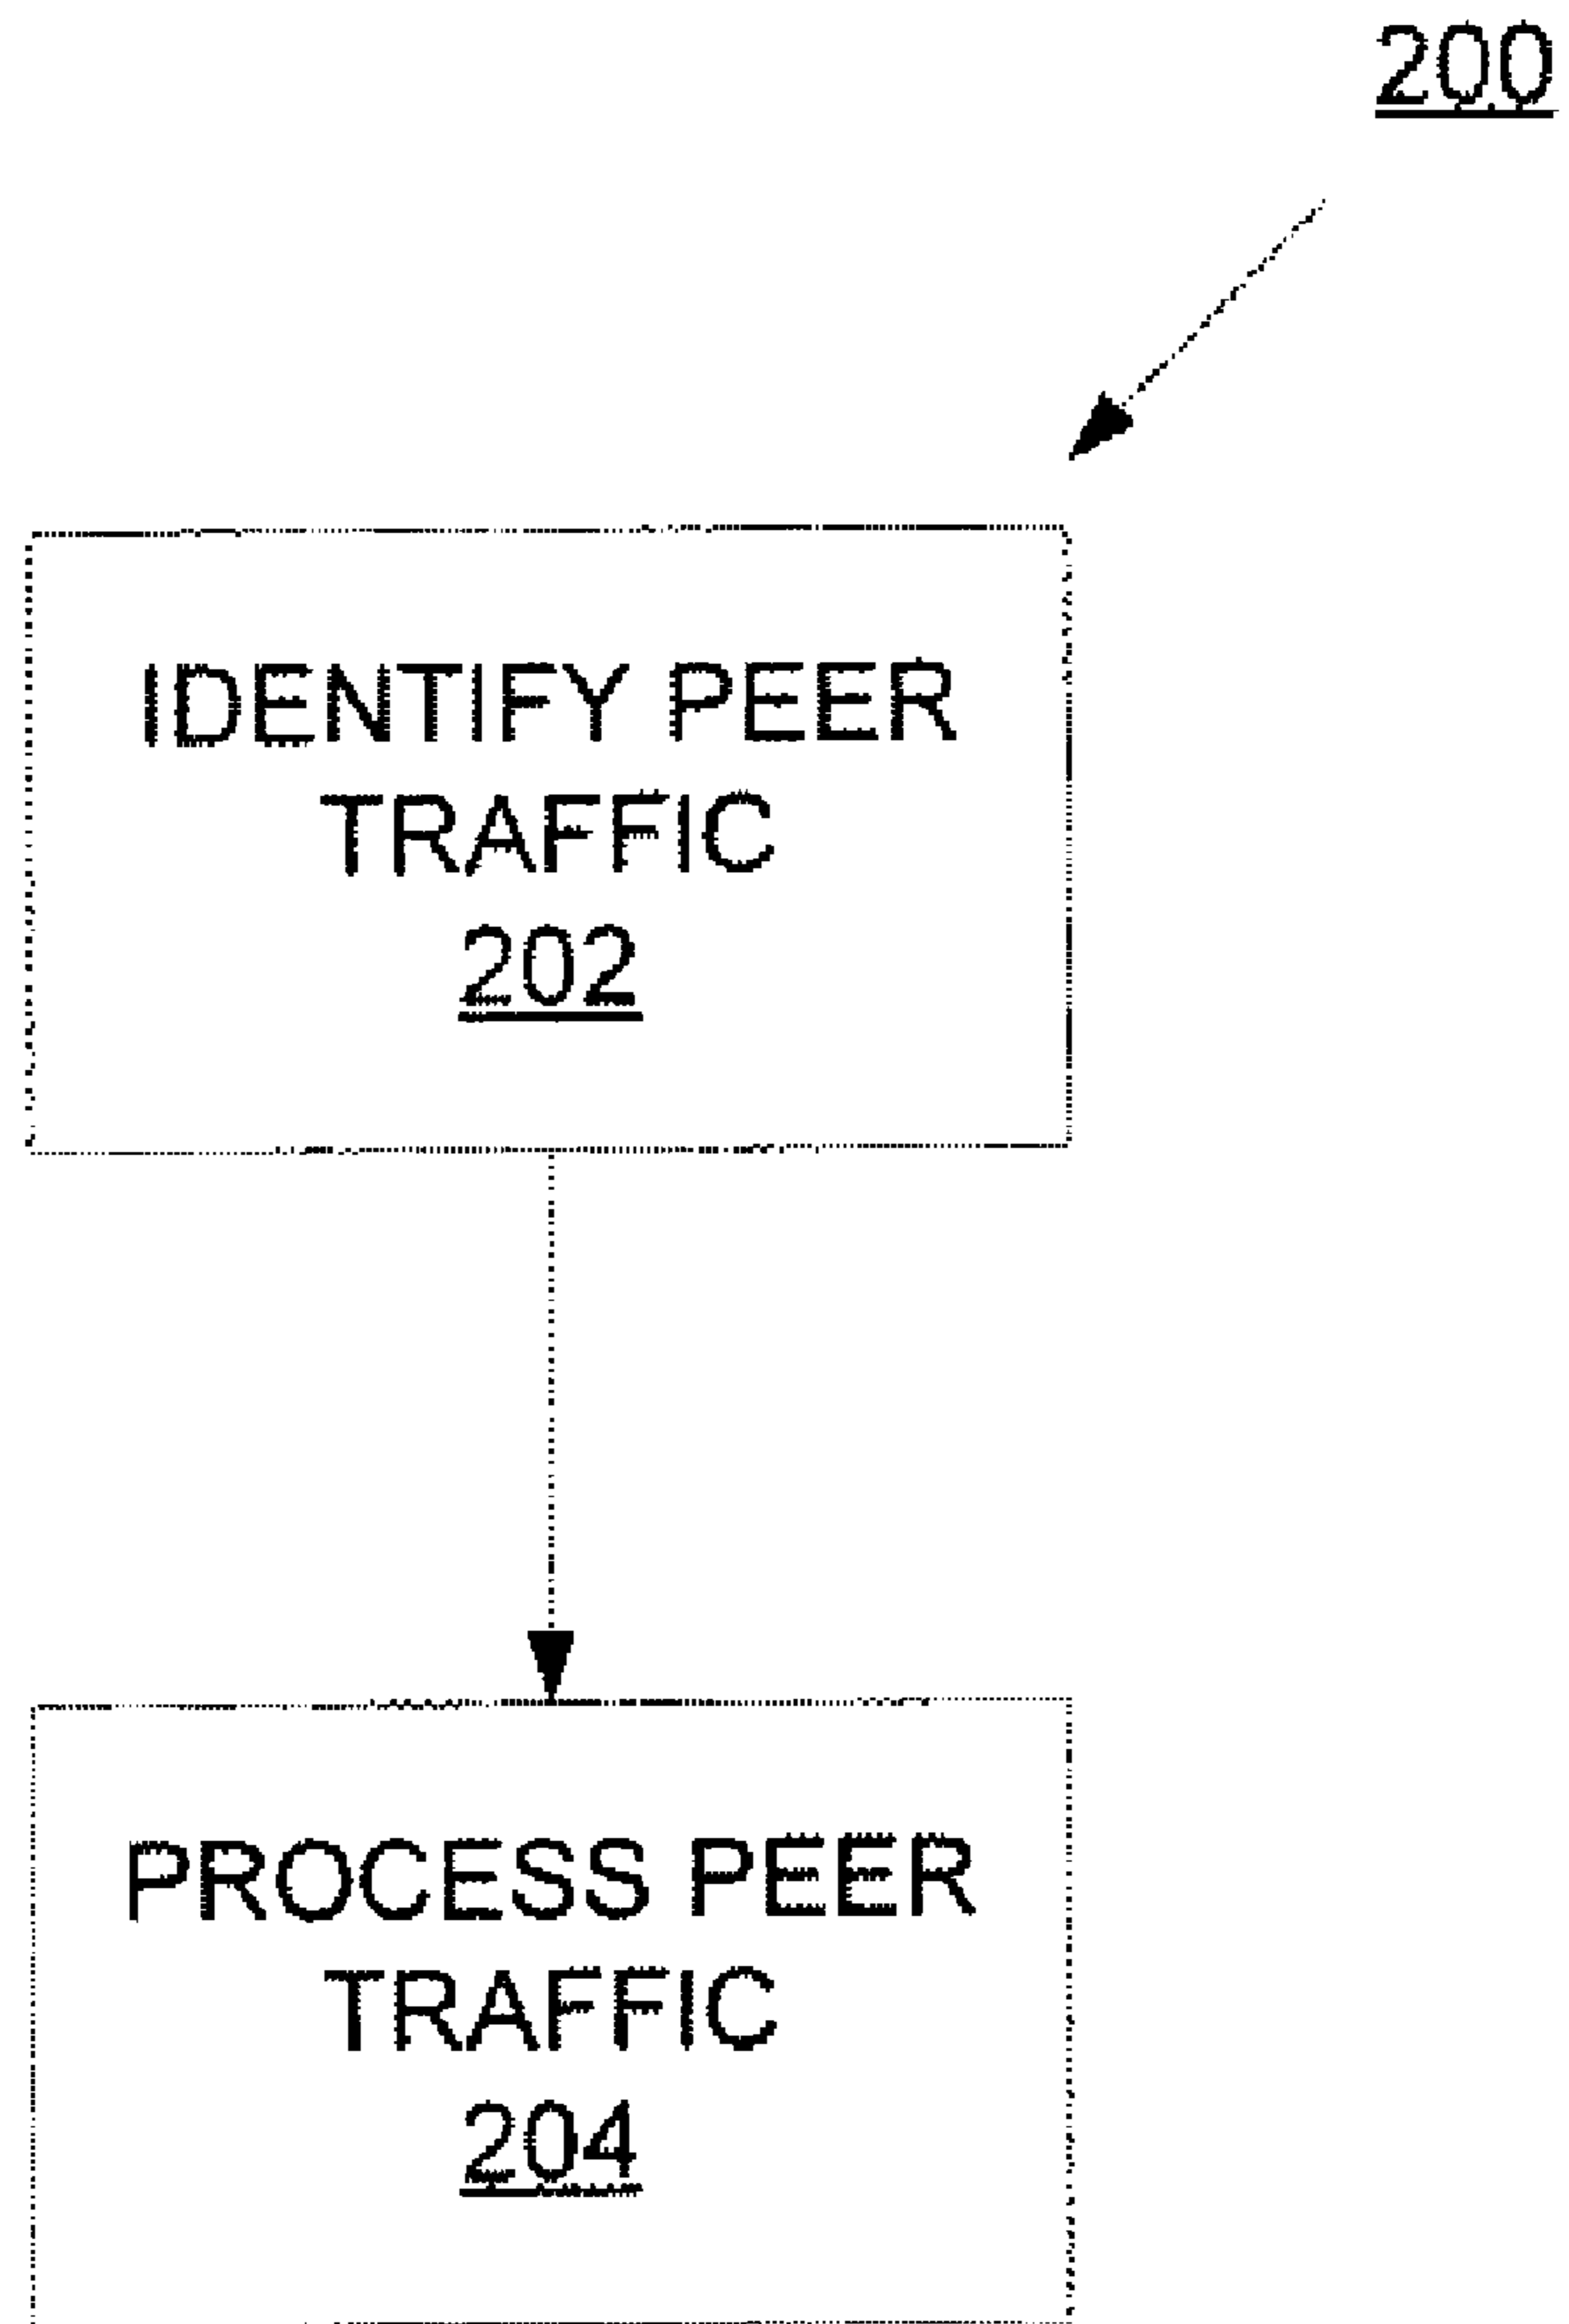 200
IDENTIFY PEER
TRAFFIC
202
PROCESS PEER
TRAFFIC
204